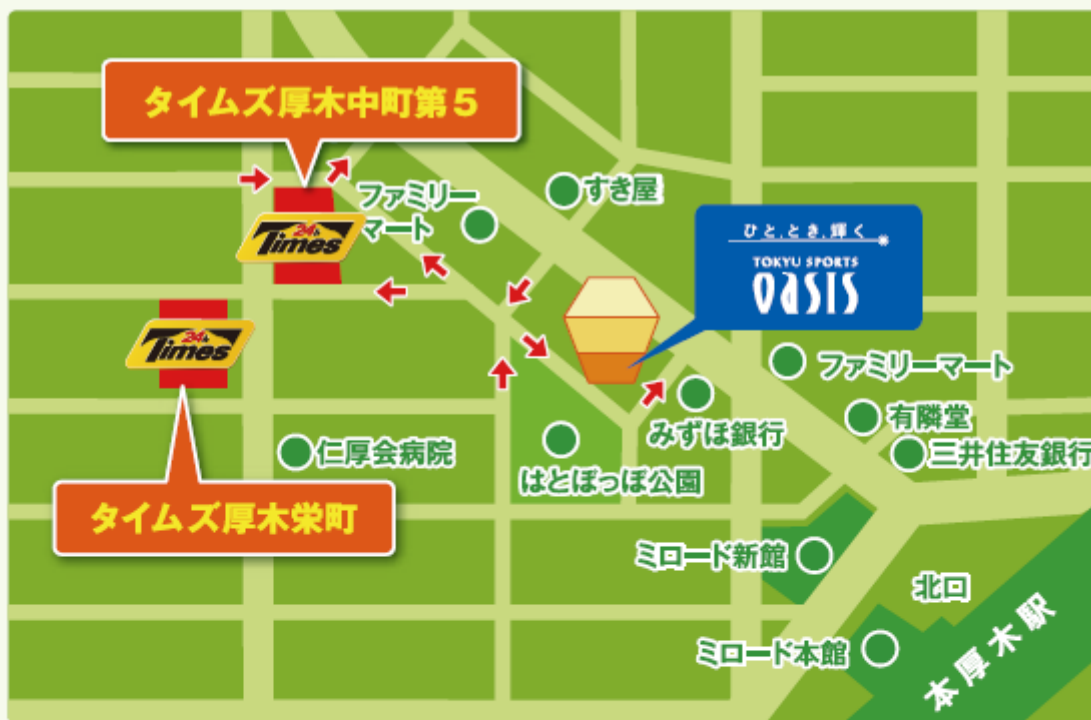 タイムズ厚木中町第5
ファミリー
マート
すき屋
24h
Times
ひと、とき、輝く
TOKYU SPORTS
OASIS
24h
Times
ファミリーマート
みずほ銀行
有隣堂
仁厚会病院
はとぽっぽ公園
三井住友銀行
タイムズ厚木栄町
ミロード新館
北口
ミロード本館
本厚木駅